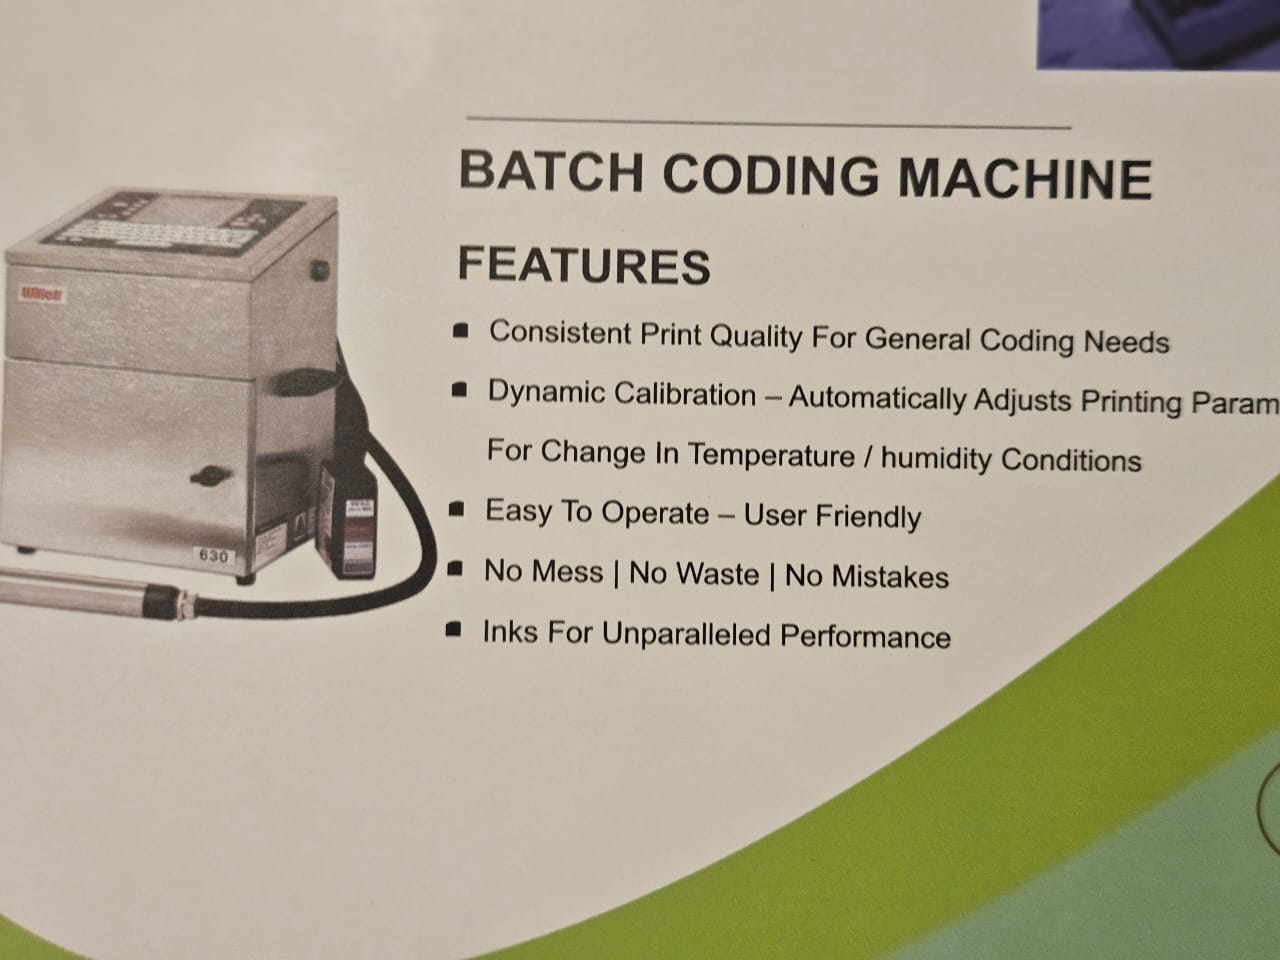 BATCH CODING MACHINE
FEATURES
Consistent Print Quality For General Coding Needs
Dynamic Calibration – Automatically Adjusts Printing Param
For Change In Temperature / humidity Conditions
Easy To Operate – User Friendly
No Mess | No Waste | No Mistakes
Inks For Unparalleled Performance
Willett
630